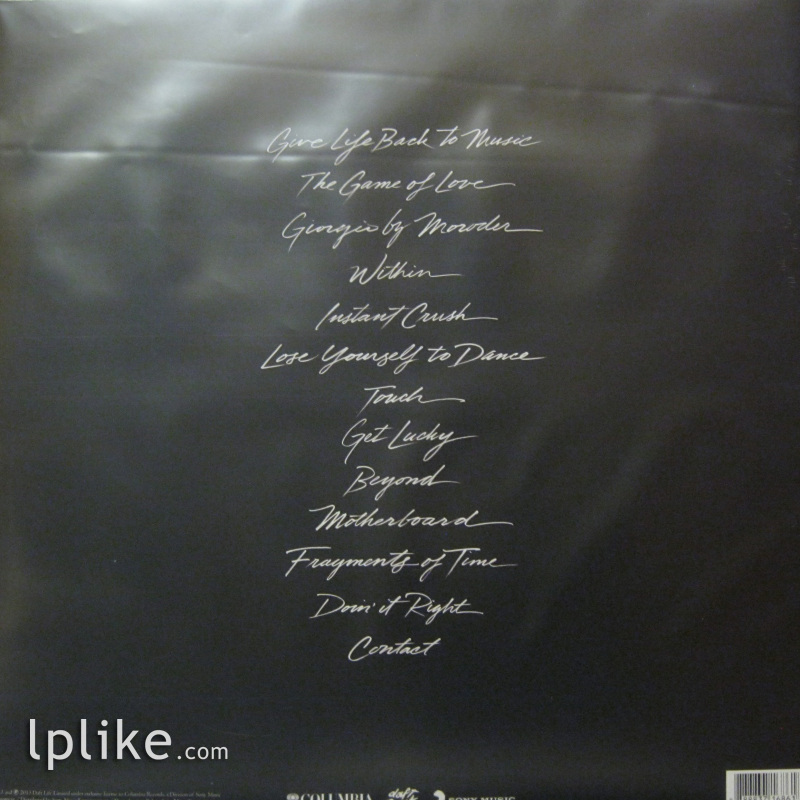 Give Life Back to Music
The Game of Love
Giorgio by Moroder
Within
Instant Crush
Lose Yourself to Dance
Touch
Get Lucky
Beyond
Motherboard
Fragments of Time
Doin' it Right
Contact
lplike.com
COLUMBIA daft SONY MUSIC